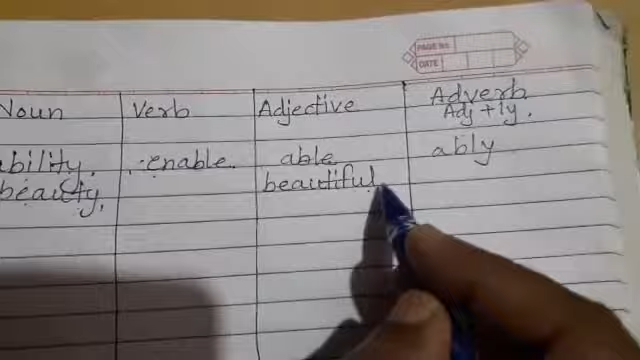 PAGE No.
DATE
Noun Verb Adjective Adverb
Adj + ly.
ability. enable able ably
beauty, beautiful